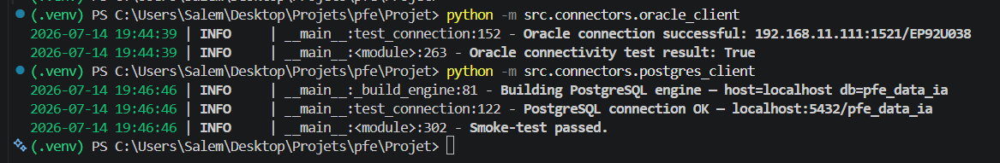 (.venv) PS C:\Users\Salem\Desktop\Projets\pfe\Projet> python -m src.connectors.oracle_client
2026-07-14 19:44:39 | INFO     | __main__:test_connection:152 - Oracle connection successful: 192.168.11.111:1521/EP92U038
2026-07-14 19:44:39 | INFO     | __main__:<module>:263 - Oracle connectivity test result: True
(.venv) PS C:\Users\Salem\Desktop\Projets\pfe\Projet> python -m src.connectors.postgres_client
2026-07-14 19:46:46 | INFO     | __main__:_build_engine:81 - Building PostgreSQL engine — host=localhost db=pfe_data_ia
2026-07-14 19:46:46 | INFO     | __main__:test_connection:122 - PostgreSQL connection OK — localhost:5432/pfe_data_ia
2026-07-14 19:46:46 | INFO     | __main__:<module>:302 - Smoke-test passed.
(.venv) PS C:\Users\Salem\Desktop\Projets\pfe\Projet>